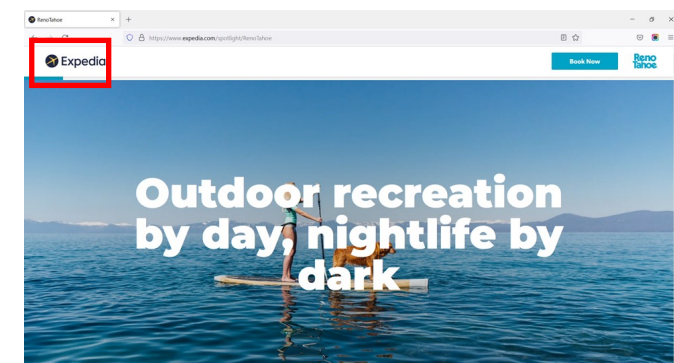 RenoTahoe
https://www.expedia.com/spotlight/RenoTahoe
Expedia
Book Now
Reno
Tahoe
Outdoor recreation
by day, nightlife by
dark